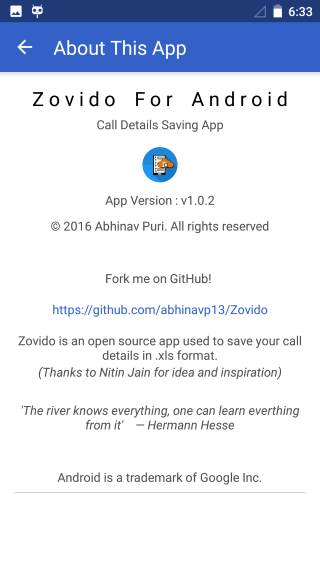 6:33
About This App
Zovido For Android
Call Details Saving App
App Version : v1.0.2
© 2016 Abhinav Puri. All rights reserved
Fork me on GitHub!
https://github.com/abhinavp13/Zovido
Zovido is an open source app used to save your call
details in .xls format.
(Thanks to Nitin Jain for idea and inspiration)
'The river knows everything, one can learn everthing
from it' — Hermann Hesse
Android is a trademark of Google Inc.